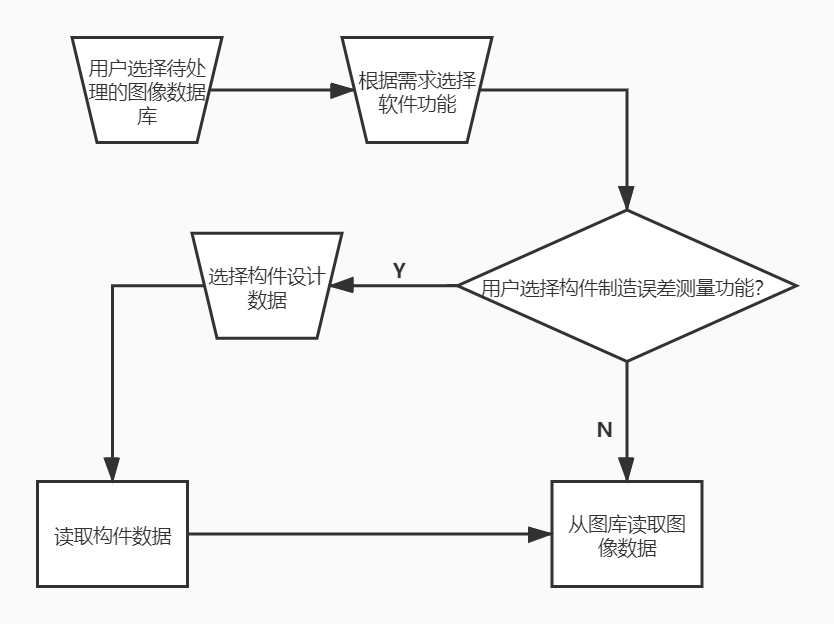 用户选择待处
理的图像数据
库
根据需求选择
软件功能
用户选择构件制造误差测量功能？
Y
选择构件设计
数据
N
读取构件数据
从图库读取图
像数据